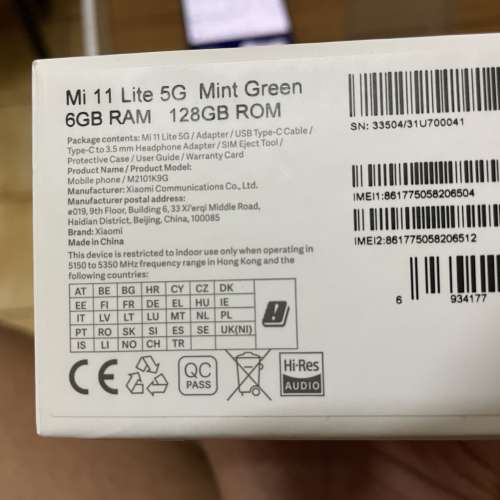 Mi 11 Lite 5G Mint Green
6GB RAM 128GB ROM
Package contents: Mi 11 Lite 5G / Adapter / USB Type-C Cable /
Type-C to 3.5 mm Headphone Adapter / SIM Eject Tool /
Protective Case / User Guide / Warranty Card
Product Name / Product Model:
Mobile phone / M2101K9G
Manufacturer: Xiaomi Communications Co., Ltd.
Manufacturer postal address:
#019, 9th Floor, Building 6, 33 Xi'erqi Middle Road,
Haidian District, Beijing, China, 100085
Brand: Xiaomi
Made in China
This device is restricted to indoor use only when operating in
5150 to 5350 MHz frequency range in Hong Kong and the
following countries:
AT BE BG HR CY CZ DK
EE FI FR DE EL HU IE
IT LV LT LU MT NL PL
PT RO SK SI ES SE UK(NI)
IS LI NO CH TR
CE
QC
PASS
Hi-Res
AUDIO
SN: 33504/31U700041
IMEI1:861775058206504
IMEI2:861775058206512
6 934177